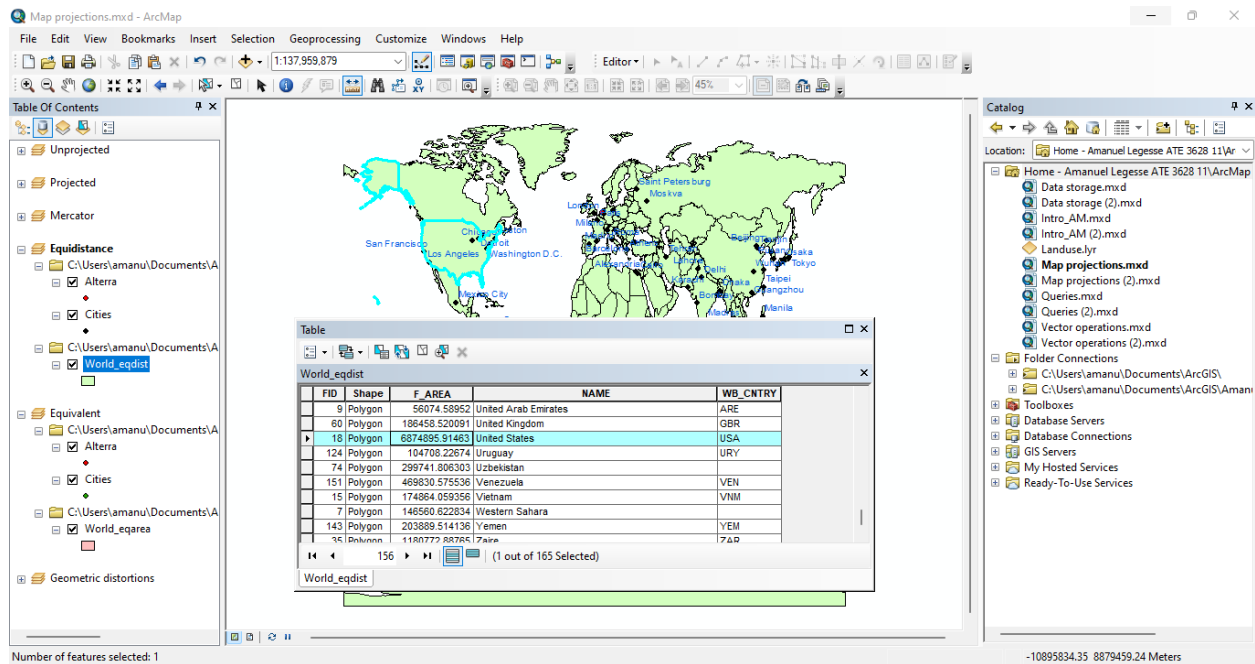 Map projections.mxd - ArcMap
File Edit View Bookmarks Insert Selection Geoprocessing Customize Windows Help
1:137,959,879
Editor
45%
Table Of Contents
Unprojected
Projected
Mercator
Equidistance
C:\Users\amanu\Documents\A
Alterra
Cities
C:\Users\amanu\Documents\A
World_eqdist
Equivalent
C:\Users\amanu\Documents\A
Alterra
Cities
C:\Users\amanu\Documents\A
World_eqarea
Geometric distortions
Saint Petersburg
Moskva
San Francisco
Los Angeles
Washington D.C.
Detroit
Mexico City
Beijing
Tokyo
Lahore
Delhi
Karachi
Taipei
Manila
Madras
Table
World_eqdist
FID Shape F_AREA NAME WB_CNTRY
9 Polygon 56074.58952 United Arab Emirates ARE
60 Polygon 186458.520091 United Kingdom GBR
18 Polygon 6874895.91463 United States USA
124 Polygon 104708.22674 Uruguay URY
74 Polygon 299741.806303 Uzbekistan
151 Polygon 469830.575536 Venezuela VEN
15 Polygon 174864.059356 Vietnam VNM
7 Polygon 146560.622834 Western Sahara
143 Polygon 203889.514136 Yemen YEM
35 Polygon 1180772.88765 Zaire ZAR
156 (1 out of 165 Selected)
World_eqdist
Catalog
Location: Home - Amanuel Legesse ATE 3628 11\Ar
Home - Amanuel Legesse ATE 3628 11\ArcMap
Data storage.mxd
Data storage (2).mxd
Intro_AM.mxd
Intro_AM (2).mxd
Landuse.lyr
Map projections.mxd
Map projections (2).mxd
Queries.mxd
Queries (2).mxd
Vector operations.mxd
Vector operations (2).mxd
Folder Connections
C:\Users\amanu\Documents\ArcGIS\
C:\Users\amanu\Documents\ArcGIS\Amanu
Toolboxes
Database Servers
Database Connections
GIS Servers
My Hosted Services
Ready-To-Use Services
Number of features selected: 1
-10895834.35 8879459.24 Meters